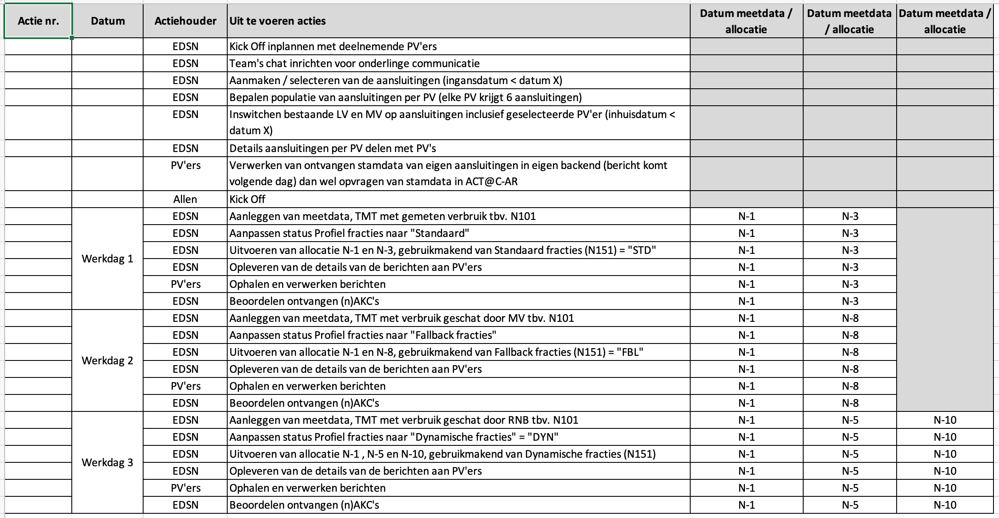 Actie nr. Datum Actiehouder Uit te voeren acties Datum meetdata / allocatie Datum meetdata / allocatie Datum meetdata / allocatie
EDSN Kick Off inplannen met deelnemende PV'ers
EDSN Team's chat inrichten voor onderlinge communicatie
EDSN Aanmaken / selecteren van de aansluitingen (ingansdatum < datum X)
EDSN Bepalen populatie van aansluitingen per PV (elke PV krijgt 6 aansluitingen)
EDSN Inswitchen bestaande LV en MV op aansluitingen inclusief geselecteerde PV'er (inhuisdatum <
datum X)
EDSN Details aansluitingen per PV delen met PV's
PV'ers Verwerken van ontvangen stamdata van eigen aansluitingen in eigen backend (bericht komt
volgende dag) dan wel opvragen van stamdata in ACT@C-AR
Allen Kick Off
Werkdag 1
EDSN Aanleggen van meetdata, TMT met gemeten verbruik tbv. N101 N-1 N-3
EDSN Aanpassen status Profiel fracties naar "Standaard" N-1 N-3
EDSN Uitvoeren van allocatie N-1 en N-3, gebruikmakend van Standaard fracties (N151) = "STD" N-1 N-3
EDSN Opleveren van de details van de berichten aan PV'ers N-1 N-3
PV'ers Ophalen en verwerken berichten N-1 N-3
EDSN Beoordelen ontvangen (n)AKC's N-1 N-3
Werkdag 2
EDSN Aanleggen van meetdata, TMT met verbruik geschat door MV tbv. N101 N-1 N-8
EDSN Aanpassen status Profiel fracties naar "Fallback fracties" N-1 N-8
EDSN Uitvoeren van allocatie N-1 en N-8, gebruikmakend van Fallback fracties (N151) = "FBL" N-1 N-8
EDSN Opleveren van de details van de berichten aan PV'ers N-1 N-8
PV'ers Ophalen en verwerken berichten N-1 N-8
EDSN Beoordelen ontvangen (n)AKC's N-1 N-8
Werkdag 3
EDSN Aanleggen van meetdata, TMT met verbruik geschat door RNB tbv. N101 N-1 N-5 N-10
EDSN Aanpassen status Profiel fracties naar "Dynamische fracties" = "DYN" N-1 N-5 N-10
EDSN Uitvoeren van allocatie N-1 , N-5 en N-10, gebruikmakend van Dynamische fracties (N151) N-1 N-5 N-10
EDSN Opleveren van de details van de berichten aan PV'ers N-1 N-5 N-10
PV'ers Ophalen en verwerken berichten N-1 N-5 N-10
EDSN Beoordelen ontvangen (n)AKC's N-1 N-5 N-10